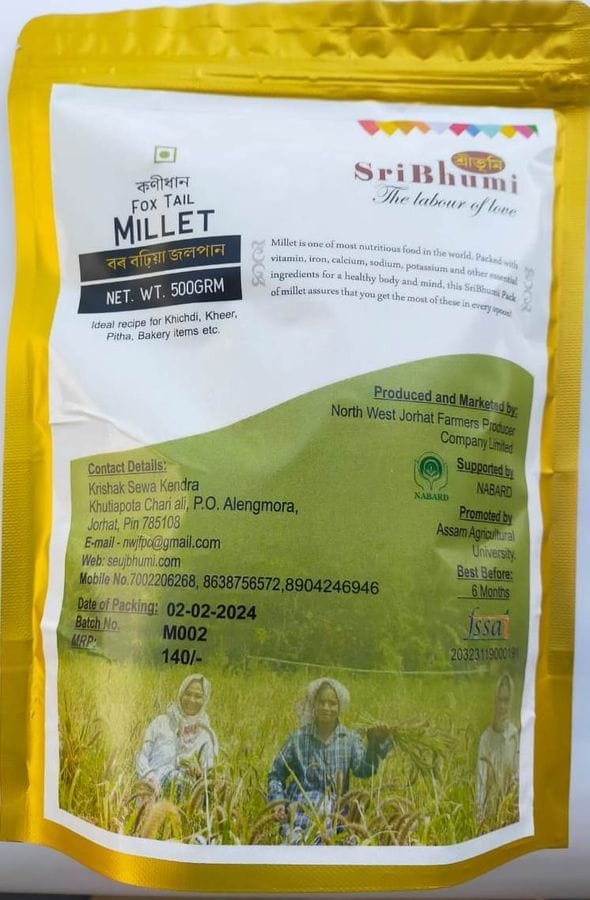 কণীধান
FOX TAIL
MILLET
বৰ বঢ়িয়া জলপান
NET. WT. 500GRM
Ideal recipe for Khichdi, Kheer,
Pitha, Bakery items etc.
শ্ৰীভূমি
SriBhumi
The labour of love
Millet is one of most nutritious food in the world. Packed with
vitamin, iron, calcium, sodium, potassium and other essential
ingredients for a healthy body and mind, this SriBhumi Pack
of millet assures that you get the most of these in every spoon!
Produced and Marketed by:
North West Jorhat Farmers Producer
Company Limited
NABARD
Supported by
NABARD
Promoted by
Assam Agricultural
University.
Best Before:
6 Months
fssai
20323119000191
Contact Details:
Krishak Sewa Kendra
Khutiapota Chari ali, P.O. Alengmora,
Jorhat, Pin 785108
E-mail - nwjfpc@gmail.com
Web: seujbhumi.com
Mobile No.7002206268, 8638756572,8904246946
Date of Packing: 02-02-2024
Batch No. M002
MRP: 140/-